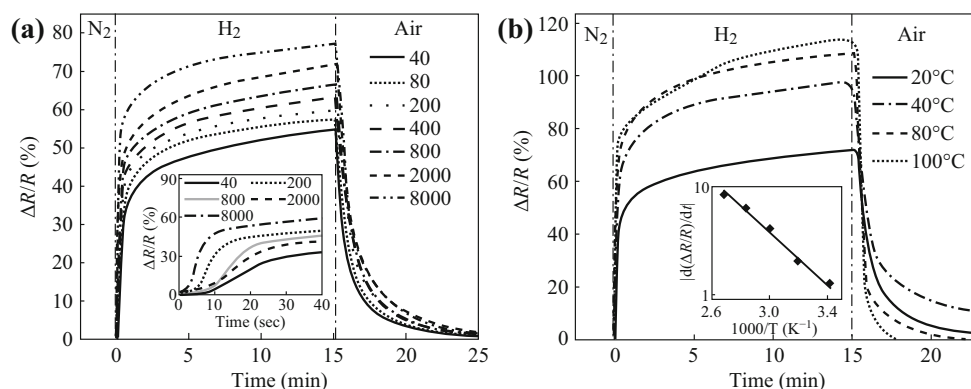 (a)
N2
H2
Air
ΔR/R (%)
80
70
60
50
40
30
20
10
0
40
80
200
400
800
2000
8000
ΔR/R (%)
90
60
30
0
40
200
800
2000
8000
0 10 20 30 40
Time (sec)
0 5 10 15 20 25
Time (min)
(b)
N2
H2
Air
ΔR/R (%)
120
100
80
60
40
20
0
20°C
40°C
80°C
100°C
|d(ΔR/R)/dt|
10
1
2.6 3.0 3.4
1000/T (K−1)
0 5 10 15 20
Time (min)